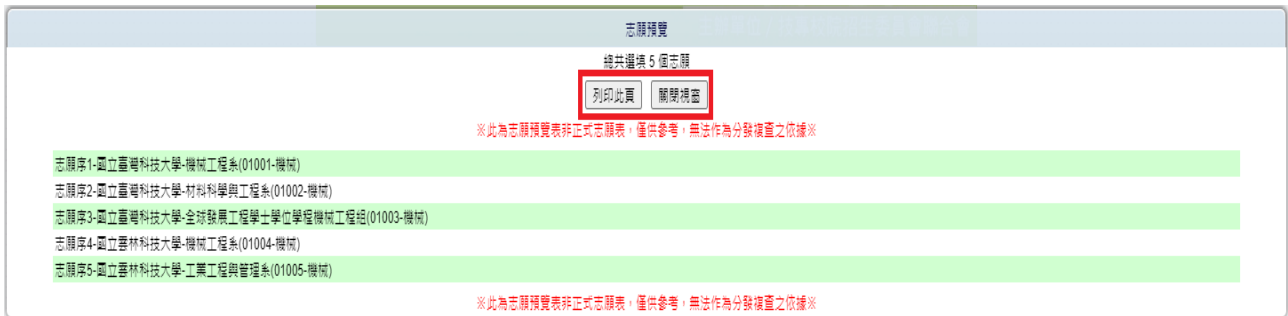 志願預覽
總共選填 5 個志願
列印此頁 關閉視窗
※此為志願預覽表非正式志願表，僅供參考，無法作為分發複查之依據※
志願序1-國立臺灣科技大學-機械工程系(01001-機械)
志願序2-國立臺灣科技大學-材料科學與工程系(01002-機械)
志願序3-國立臺灣科技大學-全球發展工程學士學位學程機械工程組(01003-機械)
志願序4-國立雲林科技大學-機械工程系(01004-機械)
志願序5-國立雲林科技大學-工業工程與管理系(01005-機械)
※此為志願預覽表非正式志願表，僅供參考，無法作為分發複查之依據※